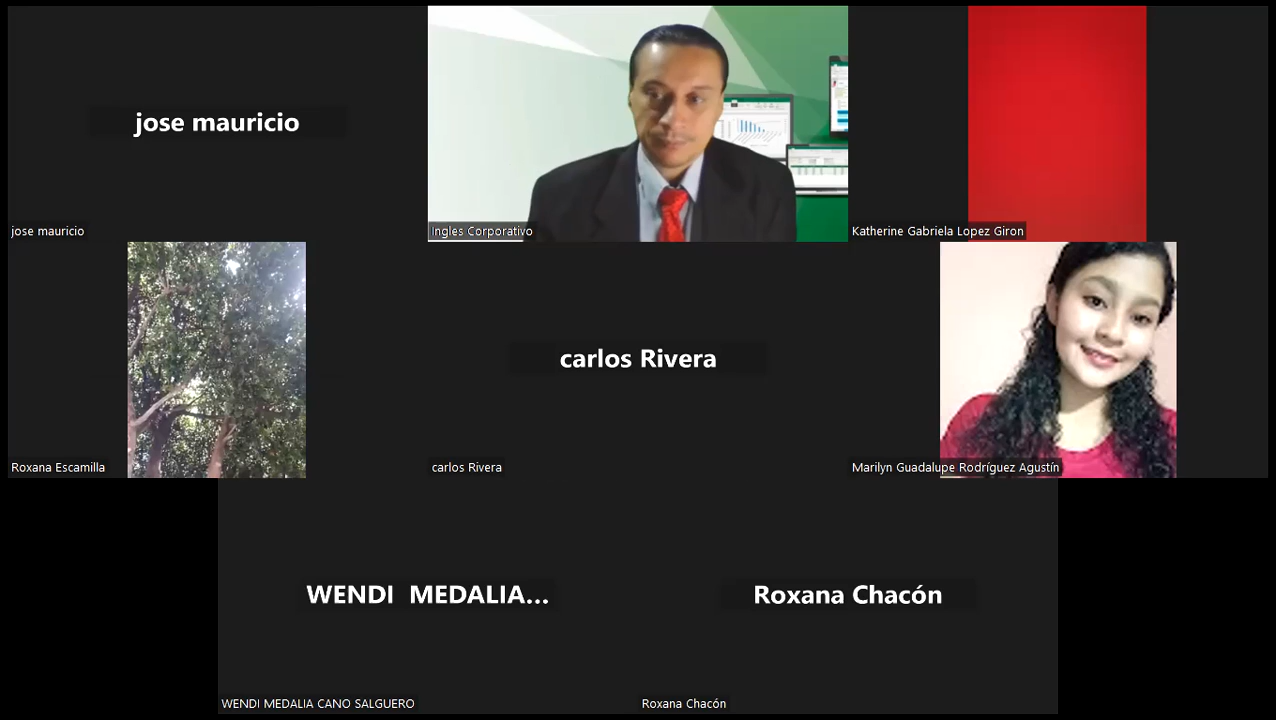 jose mauricio
jose mauricio
Ingles Corporativo
Katherine Gabriela Lopez Giron
carlos Rivera
Roxana Escamilla
carlos Rivera
Marilyn Guadalupe Rodríguez Agustín
WENDI MEDALIA...
Roxana Chacón
WENDI MEDALIA CANO SALGUERO
Roxana Chacón